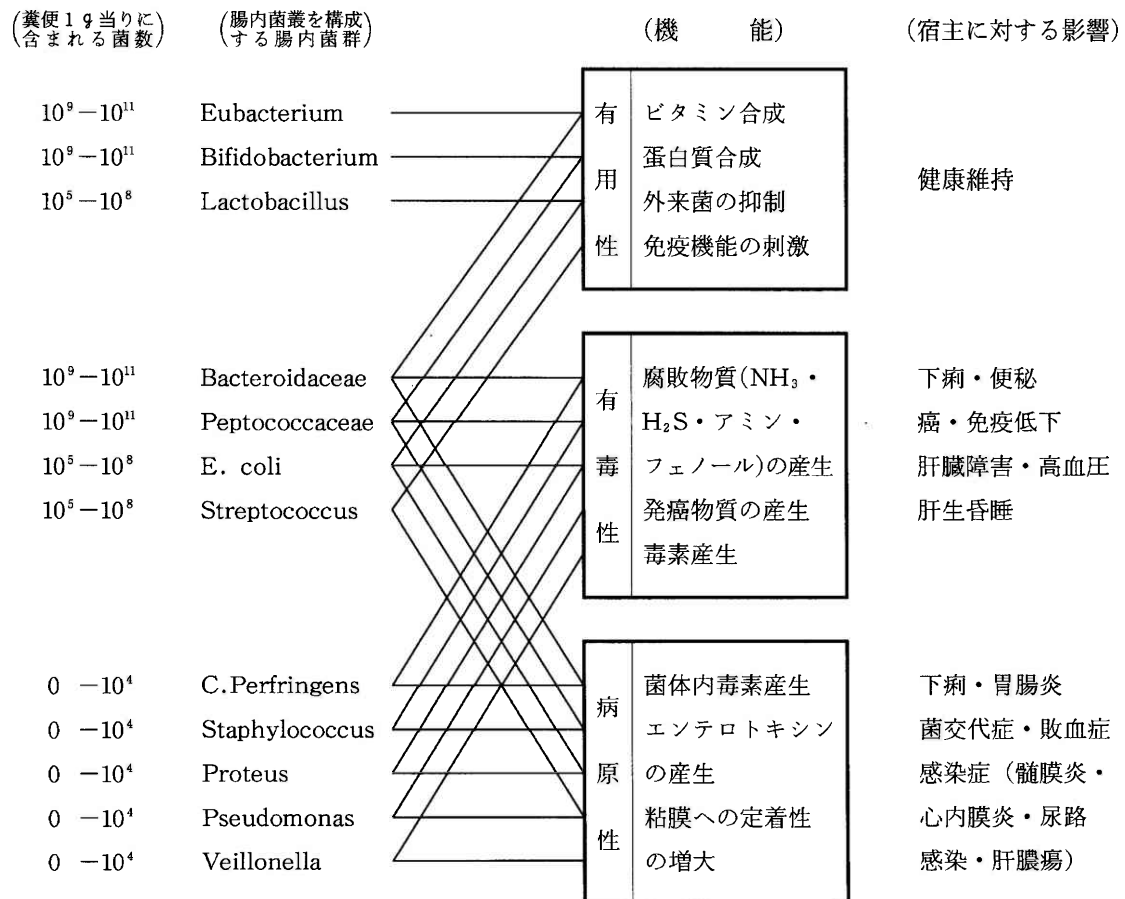 (糞便1g当りに含まれる菌数) (腸内菌叢を構成する腸内菌群) (機 能) (宿主に対する影響)
10⁹－10¹¹ Eubacterium
10⁹－10¹¹ Bifidobacterium
10⁵－10⁸ Lactobacillus
有用性
ビタミン合成
蛋白質合成
外来菌の抑制
免疫機能の刺激
健康維持
10⁹－10¹¹ Bacteroidaceae
10⁹－10¹¹ Peptococcaceae
10⁵－10⁸ E. coli
10⁵－10⁸ Streptococcus
有毒性
腐敗物質(NH₃・
H₂S・アミン・
フェノール)の産生
発癌物質の産生
毒素産生
下痢・便秘
癌・免疫低下
肝臓障害・高血圧
肝生昏睡
0 －10⁴ C.Perfringens
0 －10⁴ Staphylococcus
0 －10⁴ Proteus
0 －10⁴ Pseudomonas
0 －10⁴ Veillonella
病原性
菌体内毒素産生
エンテロトキシン
の産生
粘膜への定着性
の増大
下痢・胃腸炎
菌交代症・敗血症
感染症（髄膜炎・
心内膜炎・尿路
感染・肝膿瘍）